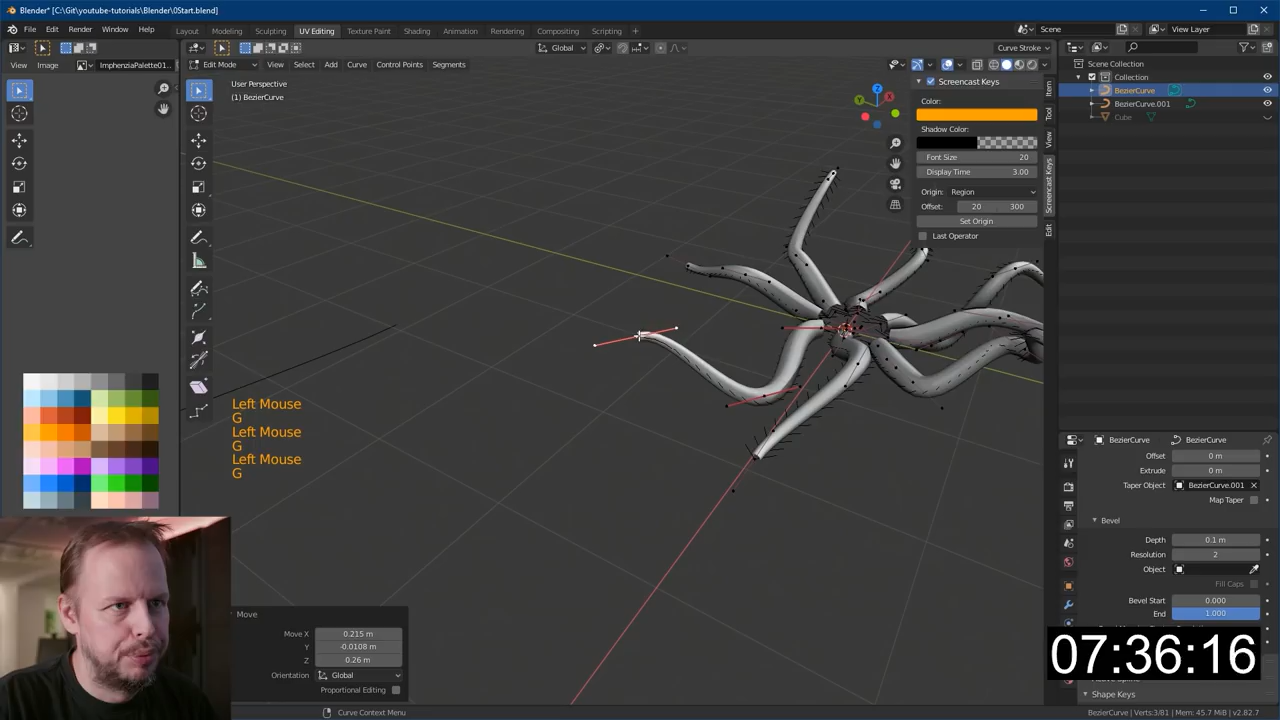 Blender* [C:\Git\youtube-tutorials\Blender\0Start.blend]
File Edit Render Window Help
Layout Modeling Sculpting UV Editing Texture Paint Shading Animation Rendering Compositing Scripting +
Scene
View Layer
Global
Curve Stroke
View Image
ImphenziaPalette01...
Edit Mode
View Select Add Curve Control Points Segments
User Perspective
(1) BezierCurve
Z
X
Y
Screencast Keys
Color:
Shadow Color:
Font Size 20
Display Time 3.00
Origin: Region
Offset: 20 300
Set Origin
Last Operator
Item
Tool
View
Screencast Keys
Edit
Scene Collection
Collection
BezierCurve
BezierCurve.001
Cube
Left Mouse
G
Left Mouse
G
Left Mouse
G
BezierCurve
BezierCurve
Offset 0 m
Extrude 0 m
Taper Object BezierCurve.001
Map Taper
Bevel
Depth 0.1 m
Resolution 2
Object
Fill Caps
Bevel Start 0.000
End 1.000
07:36:16
Shape Keys
Move
Move X 0.215 m
Y -0.0108 m
Z 0.26 m
Orientation Global
Proportional Editing
Curve Context Menu
BezierCurve | Verts:3/81 | Mem: 45.7 MiB | v2.82.7